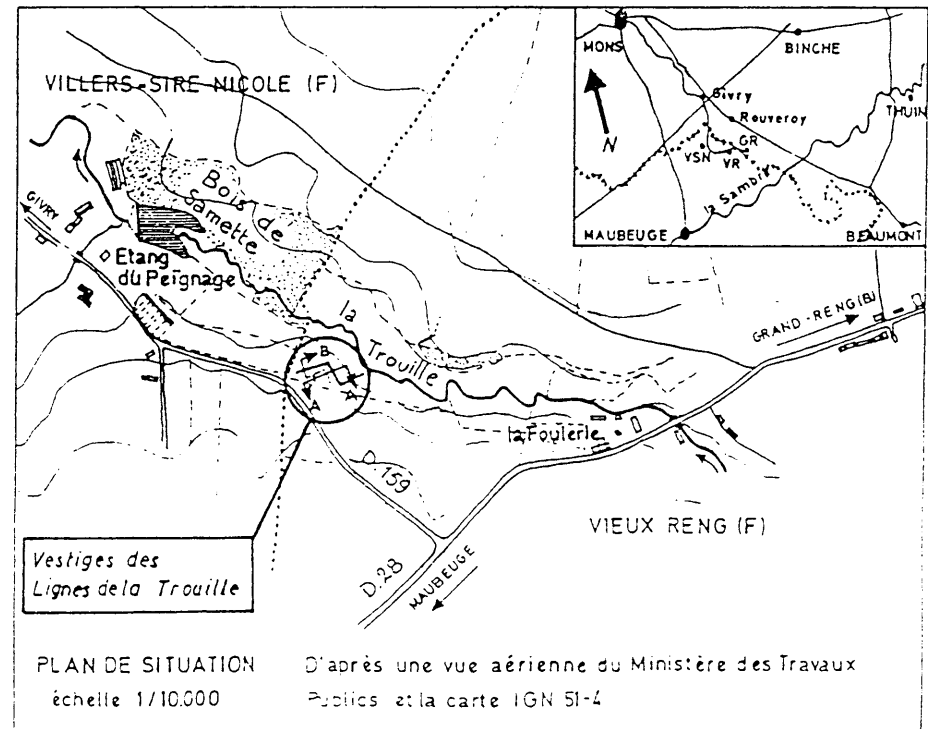 VILLERS-SIRE-NICOLE (F)
MONS
BINCHE
Givry
Rouveroy
THUIN
GR
VSN
VR
N
la Sambre
MAUBEUGE
BEAUMONT
GIVRY
Bois de
Samette
Etang
du Peignage
la
Trouille
GRAND-RENG (B)
B
A
la Foulerie
D.159
VIEUX RENG (F)
Vestiges des
Lignes de la Trouille
D.28
MAUBEUGE
PLAN DE SITUATION
échelle 1/10.000
D'après une vue aérienne du Ministère des Travaux
Publics et la carte IGN 51-4